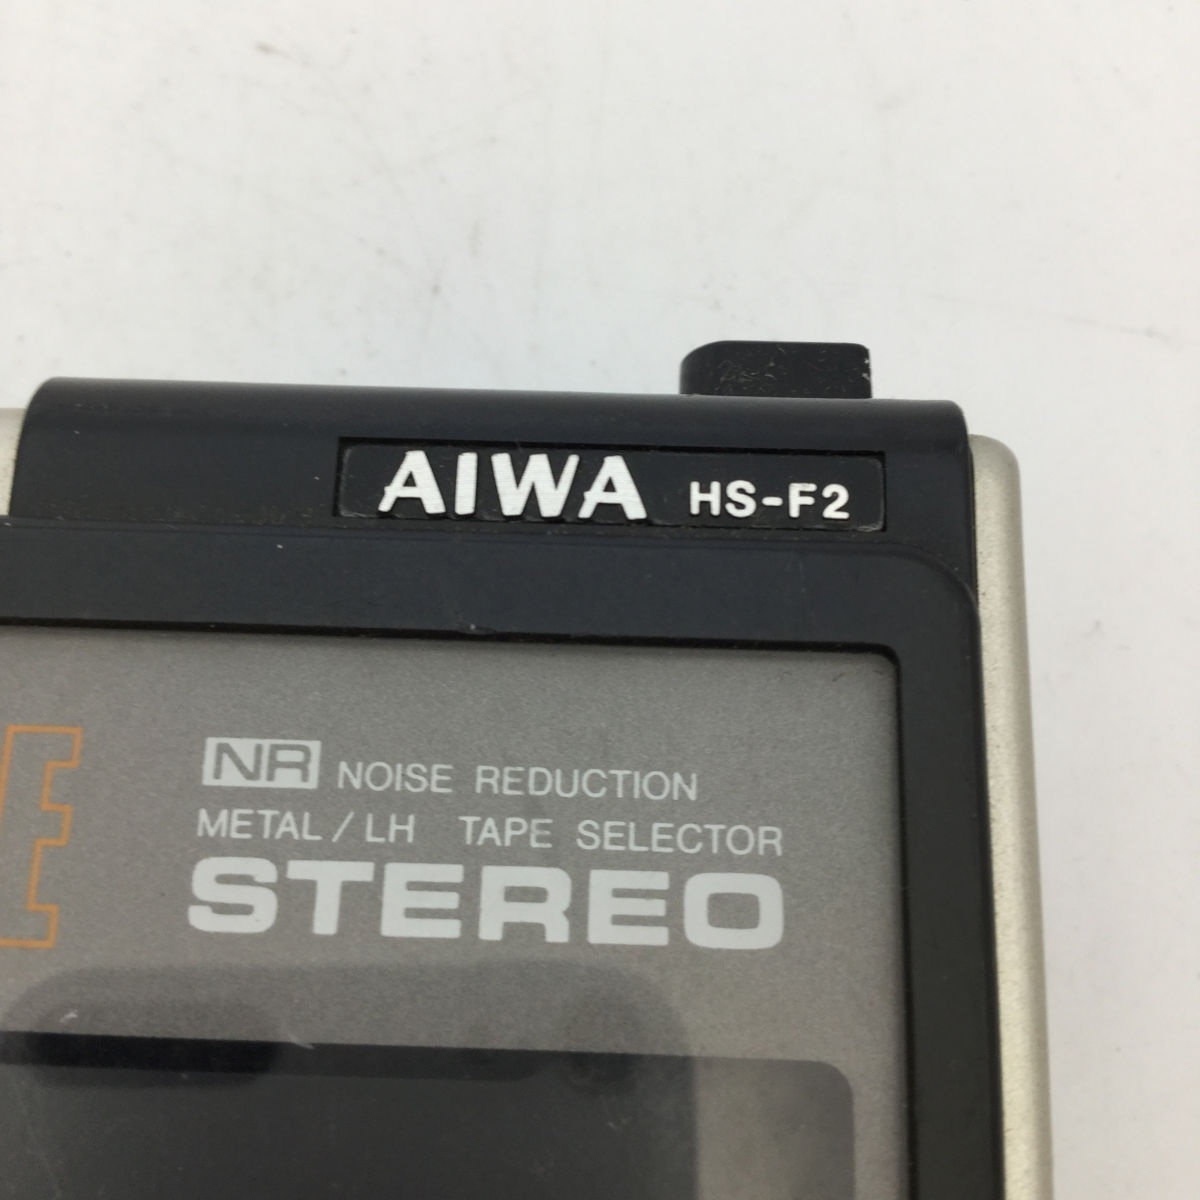 AIWA HS-F2
NR NOISE REDUCTION
METAL / LH TAPE SELECTOR
STEREO
E